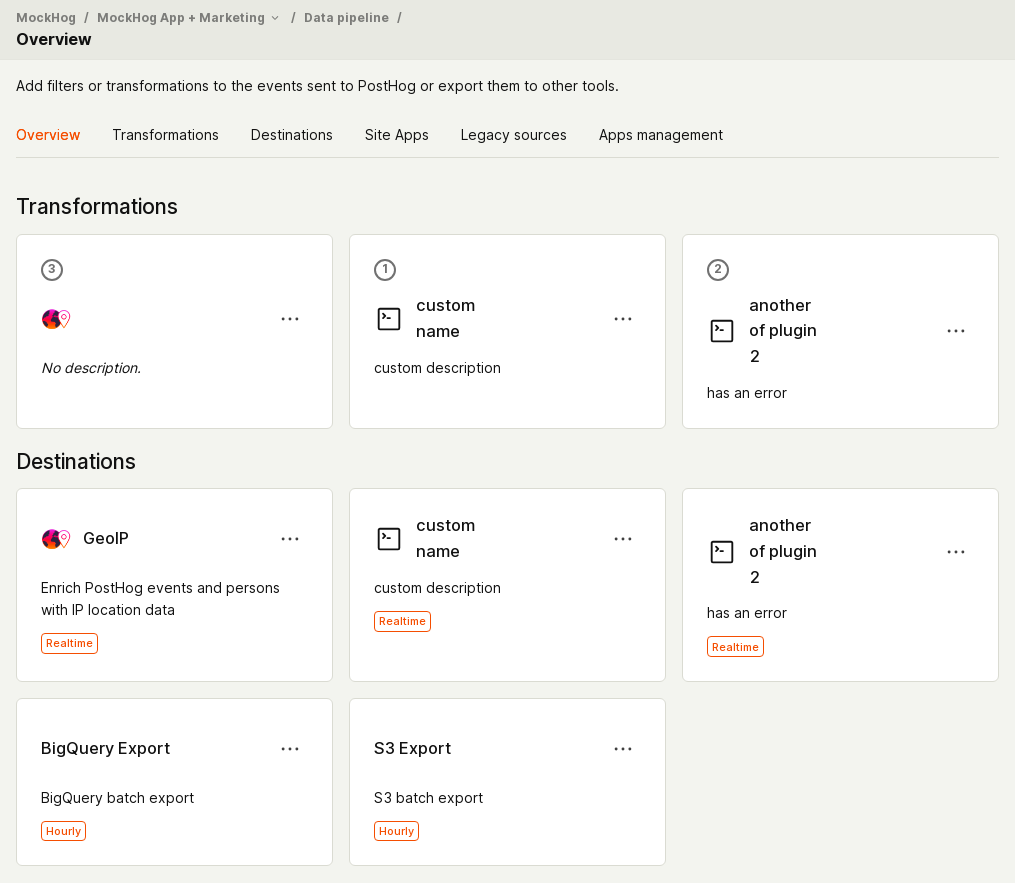 MockHog / MockHog App + Marketing / Data pipeline /
Overview
Add filters or transformations to the events sent to PostHog or export them to other tools.
Overview Transformations Destinations Site Apps Legacy sources Apps management
Transformations
3
No description.
1
custom
name
custom description
2
another
of plugin
2
has an error
Destinations
GeoIP
Enrich PostHog events and persons
with IP location data
Realtime
custom
name
custom description
Realtime
another
of plugin
2
has an error
Realtime
BigQuery Export
BigQuery batch export
Hourly
S3 Export
S3 batch export
Hourly